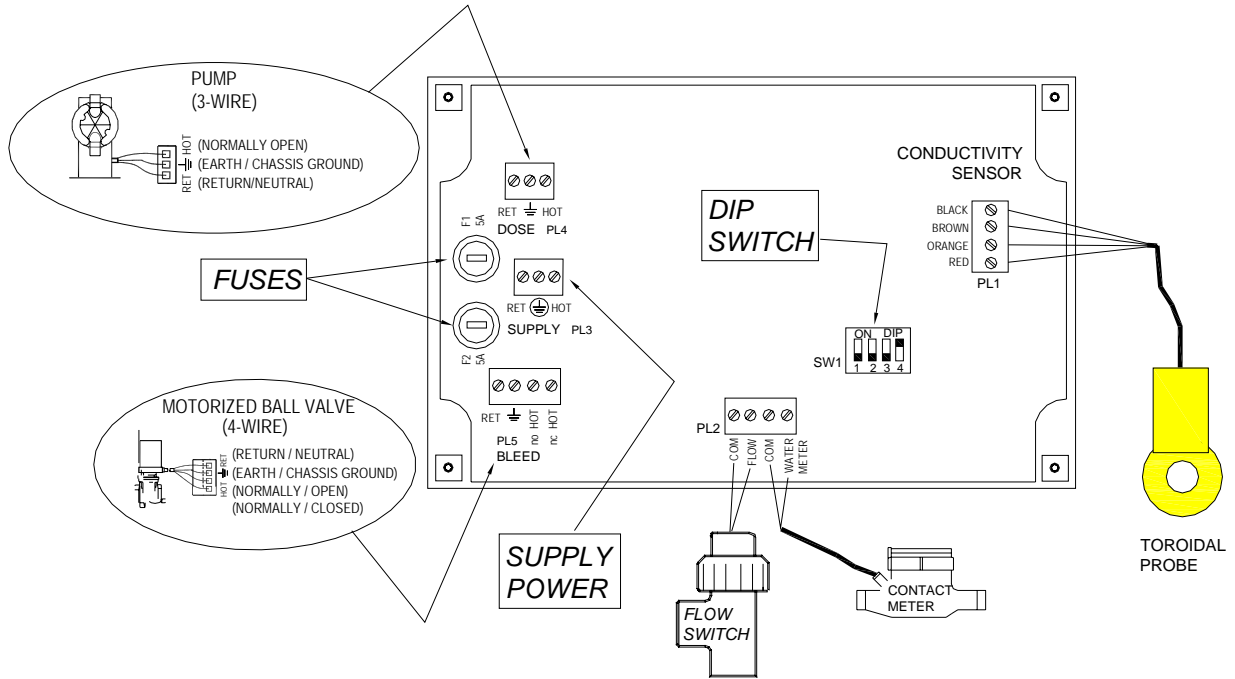 PUMP
(3-WIRE)
HOT (NORMALLY OPEN)
(EARTH / CHASSIS GROUND)
RET (RETURN/NEUTRAL)
FUSES
MOTORIZED BALL VALVE
(4-WIRE)
RET (RETURN / NEUTRAL)
(EARTH / CHASSIS GROUND)
HOT (NORMALLY / OPEN)
(NORMALLY / CLOSED)
RET HOT
DOSE PL4
F1
5A
RET HOT
SUPPLY PL3
F2
5A
RET no HOT nc HOT
PL5
BLEED
SUPPLY
POWER
DIP
SWITCH
ON DIP
SW1
1 2 3 4
CONDUCTIVITY
SENSOR
BLACK
BROWN
ORANGE
RED
PL1
PL2
COM
FLOW
COM
WATER
METER
FLOW
SWITCH
CONTACT
METER
TOROIDAL
PROBE